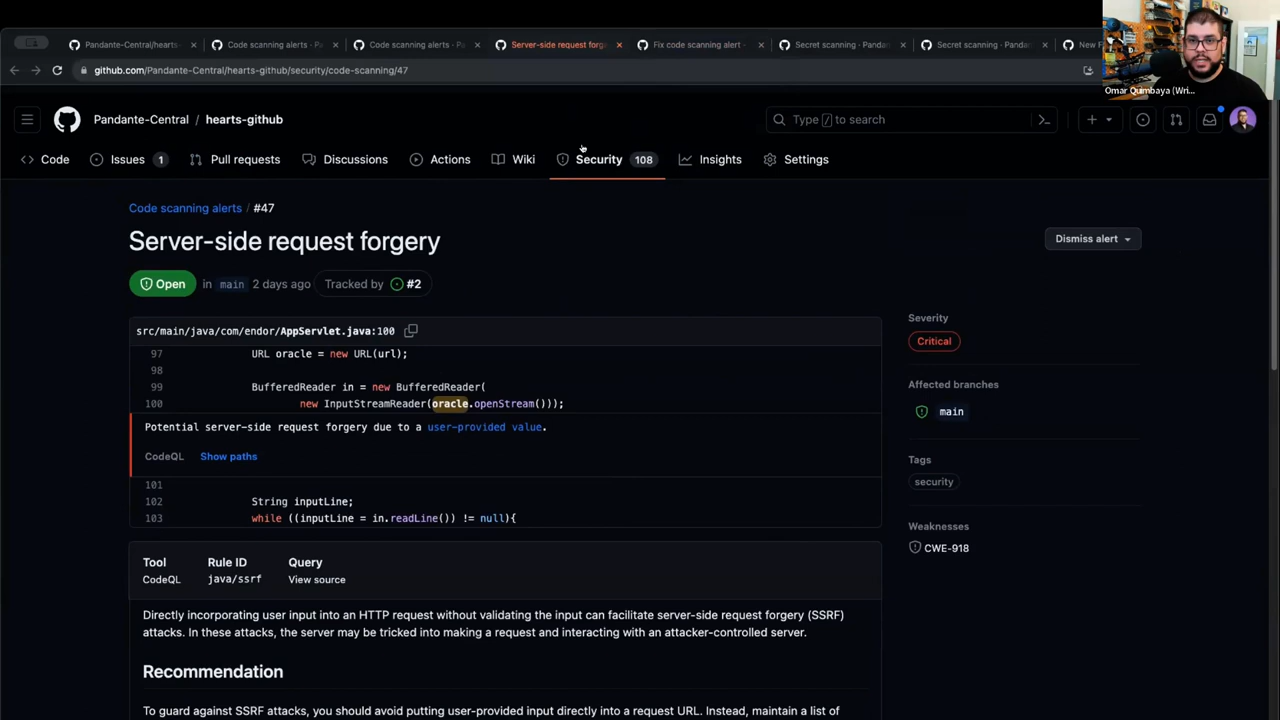 Pandante-Central/hearts-
Code scanning alerts · Pa
Code scanning alerts · Pa
Server-side request forge
Fix code scanning alert -
Secret scanning · Panda
Secret scanning · Panda
New F
github.com/Pandante-Central/hearts-github/security/code-scanning/47
Omar Quimbaya (Wri...
Pandante-Central / hearts-github
Type / to search
Code
Issues 1
Pull requests
Discussions
Actions
Wiki
Security 108
Insights
Settings
Code scanning alerts / #47
Server-side request forgery
Dismiss alert
Open in main 2 days ago Tracked by #2
src/main/java/com/endor/AppServlet.java:100
97 URL oracle = new URL(url);
98
99 BufferedReader in = new BufferedReader(
100 new InputStreamReader(oracle.openStream()));
Potential server-side request forgery due to a user-provided value.
CodeQL Show paths
101
102 String inputLine;
103 while ((inputLine = in.readLine()) != null){
Severity
Critical
Affected branches
main
Tags
security
Weaknesses
CWE-918
Tool Rule ID Query
CodeQL java/ssrf View source
Directly incorporating user input into an HTTP request without validating the input can facilitate server-side request forgery (SSRF)
attacks. In these attacks, the server may be tricked into making a request and interacting with an attacker-controlled server.
Recommendation
To guard against SSRF attacks, you should avoid putting user-provided input directly into a request URL. Instead, maintain a list of